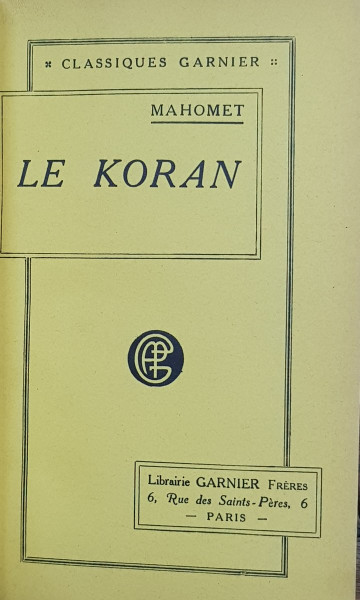 CLASSIQUES GARNIER
MAHOMET
LE KORAN
Librairie GARNIER FRÈRES
6, Rue des Saints-Pères, 6
— PARIS —